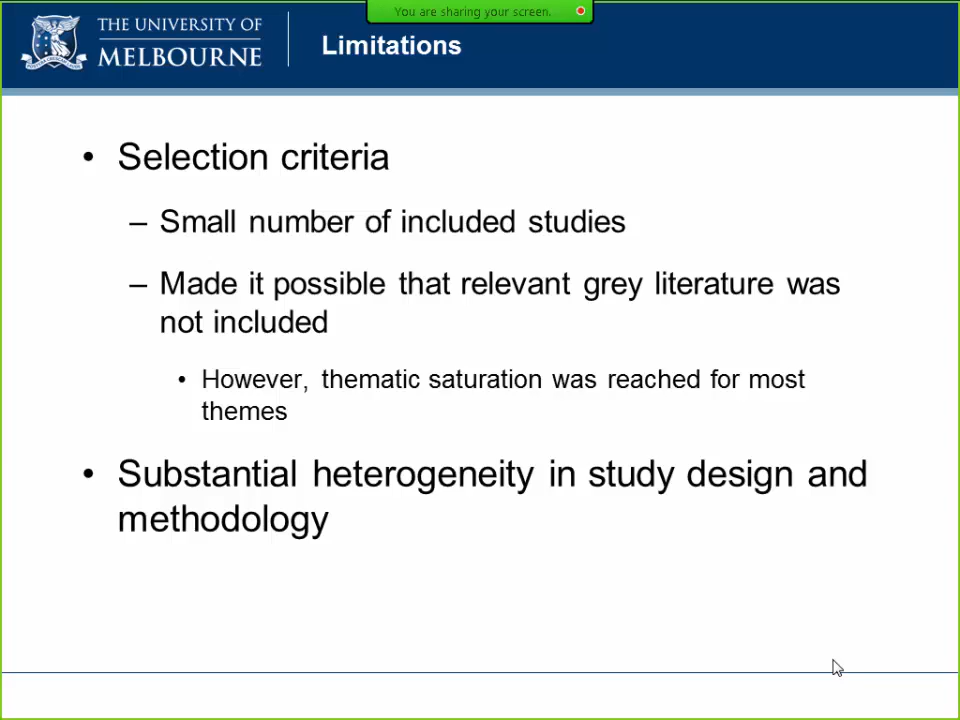 You are sharing your screen.
THE UNIVERSITY OF
MELBOURNE
Limitations
• Selection criteria
– Small number of included studies
– Made it possible that relevant grey literature was
not included
• However, thematic saturation was reached for most
themes
• Substantial heterogeneity in study design and
methodology